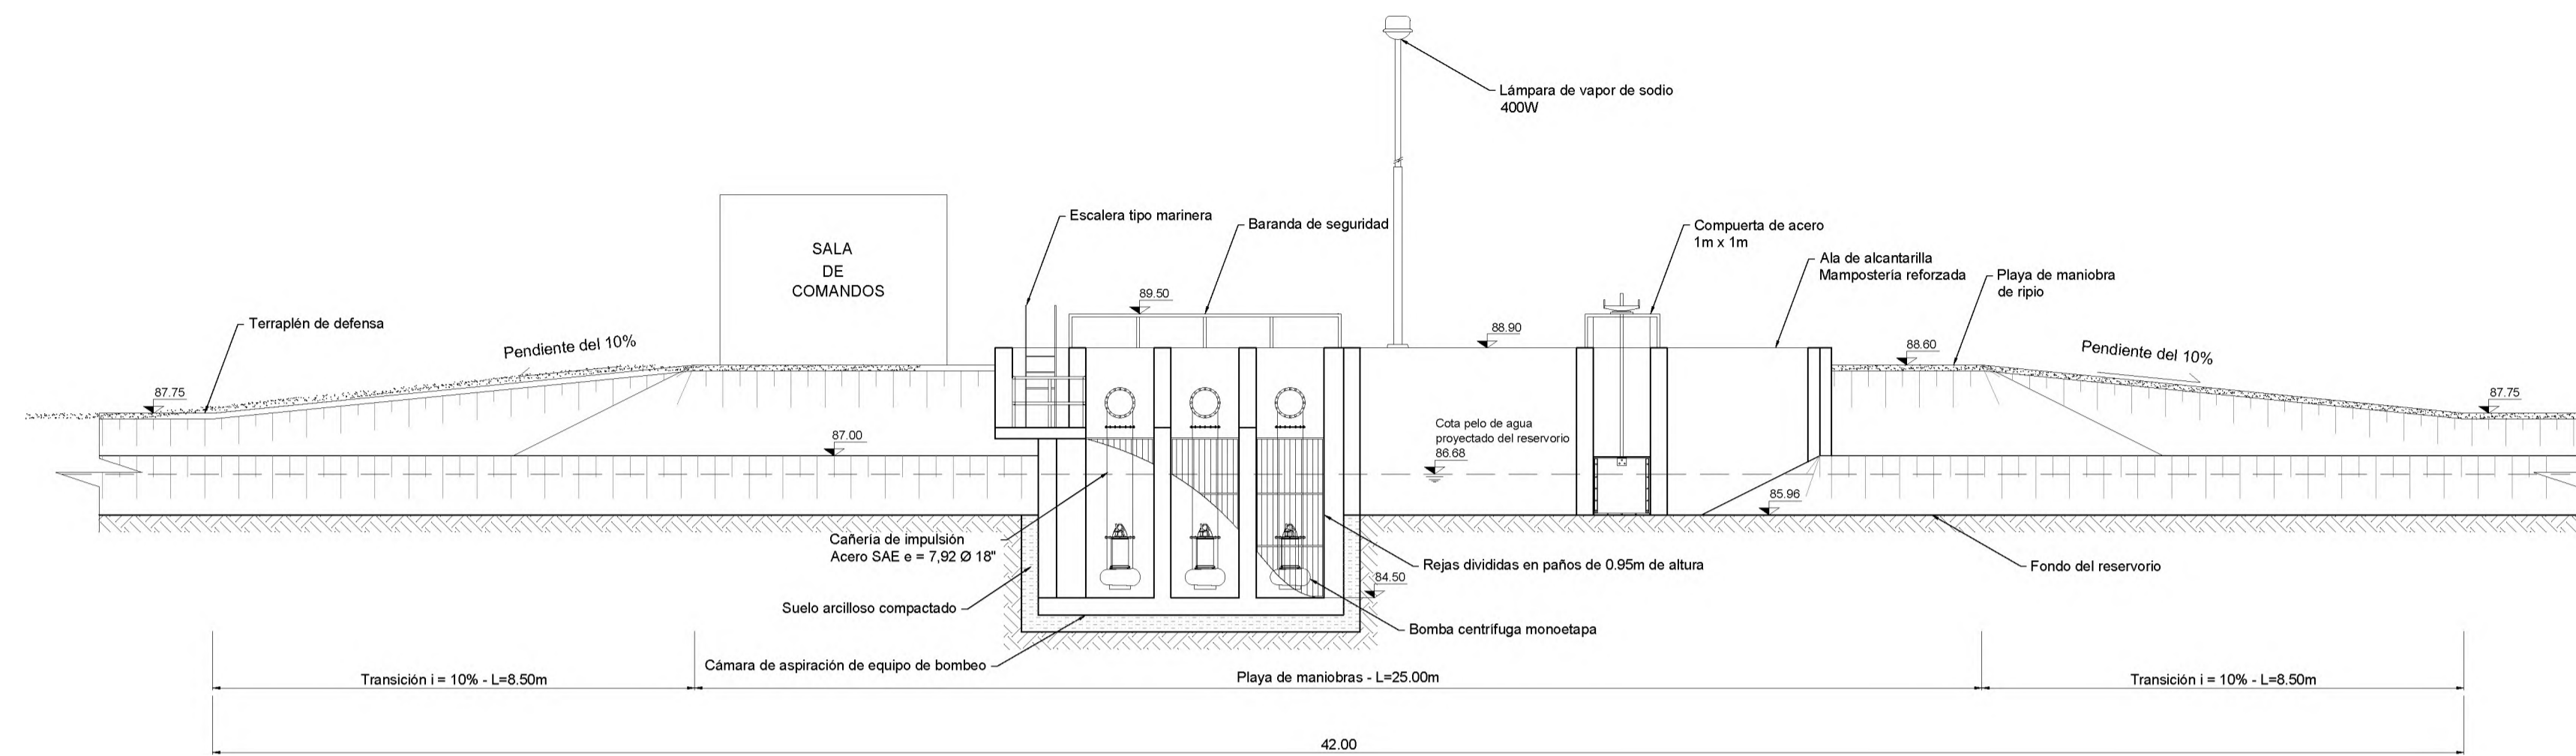 Lámpara de vapor de sodio
400W
Escalera tipo marinera
Baranda de seguridad
Compuerta de acero
1m x 1m
SALA
DE
COMANDOS
Ala de alcantarilla
Mampostería reforzada
Playa de maniobra
de ripio
89.50
Terraplén de defensa
88.90
Pendiente del 10%
88.60
Pendiente del 10%
87.75
87.75
Cota pelo de agua
proyectado del reservorio
86.68
87.00
85.96
Cañería de impulsión
Acero SAE e = 7,92 Ø 18"
Rejas divididas en paños de 0.95m de altura
Fondo del reservorio
84.50
Suelo arcilloso compactado
Bomba centrífuga monoetapa
Cámara de aspiración de equipo de bombeo
Transición i = 10% - L=8.50m
Playa de maniobras - L=25.00m
Transición i = 10% - L=8.50m
42.00